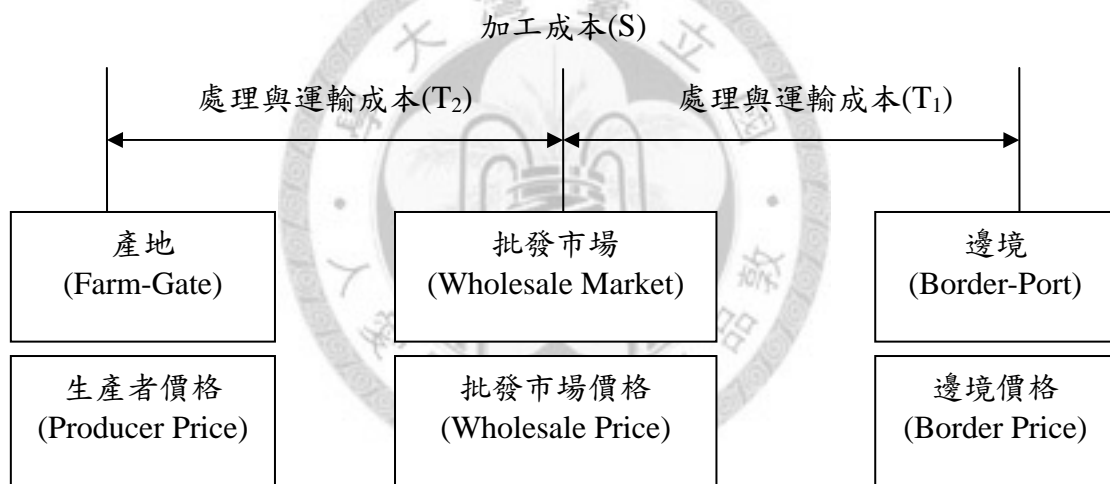 加工成本(S)
處理與運輸成本(T₂)
處理與運輸成本(T₁)
產地
(Farm-Gate)
批發市場
(Wholesale Market)
邊境
(Border-Port)
生產者價格
(Producer Price)
批發市場價格
(Wholesale Price)
邊境價格
(Border Price)